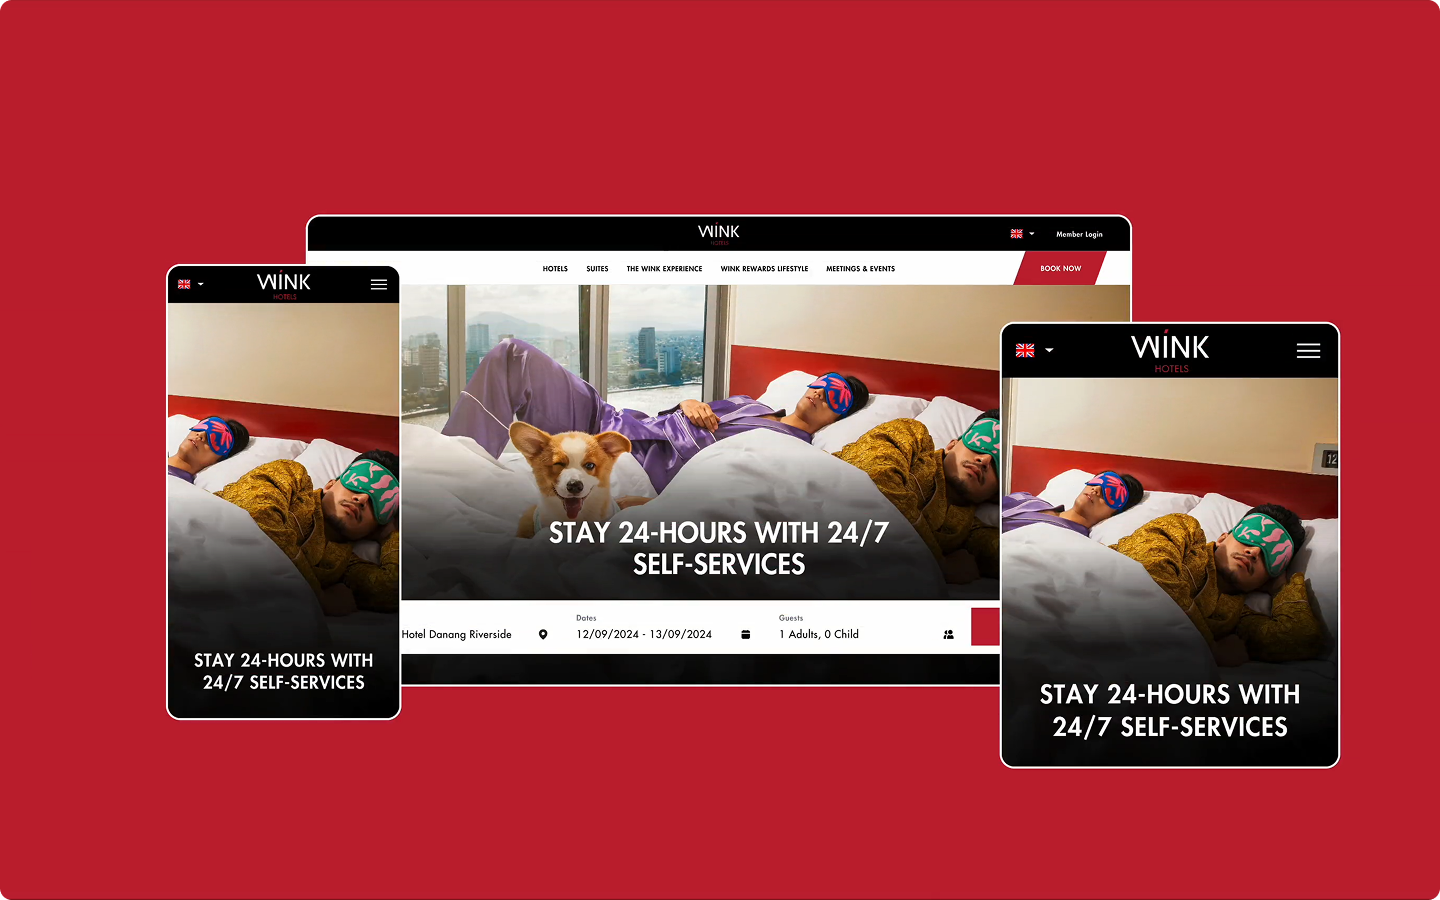 WINK
HOTELS
Member Login
HOTELS SUITES THE WINK EXPERIENCE WINK REWARDS LIFESTYLE MEETINGS & EVENTS BOOK NOW
STAY 24-HOURS WITH 24/7
SELF-SERVICES
Dates Guests
Hotel Danang Riverside 12/09/2024 - 13/09/2024 1 Adults, 0 Child
WINK
HOTELS
STAY 24-HOURS WITH
24/7 SELF-SERVICES
WINK
HOTELS
12
STAY 24-HOURS WITH
24/7 SELF-SERVICES